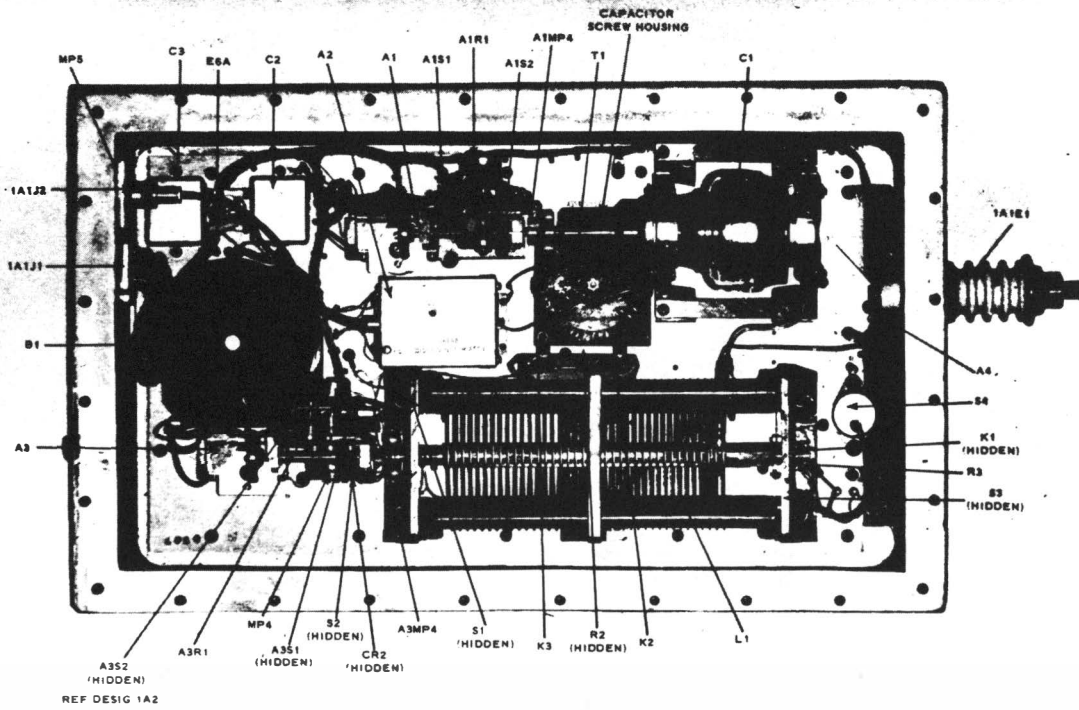 CAPACITOR
SCREW HOUSING
MP5
C3
E6A
C2
A2
A1
A1S1
A1R1
A1S2
A1MP4
T1
C1
1A1J2
1A1E1
1A1J1
B1
A4
S4
A3
K1
(HIDDEN)
R3
S3
(HIDDEN)
MP4
S2
(HIDDEN)
A3MP4
S1
(HIDDEN)
K3
R2
(HIDDEN)
K2
L1
A3R1
A3S1
(HIDDEN)
CR2
(HIDDEN)
A3S2
(HIDDEN)
REF DESIG 1A2